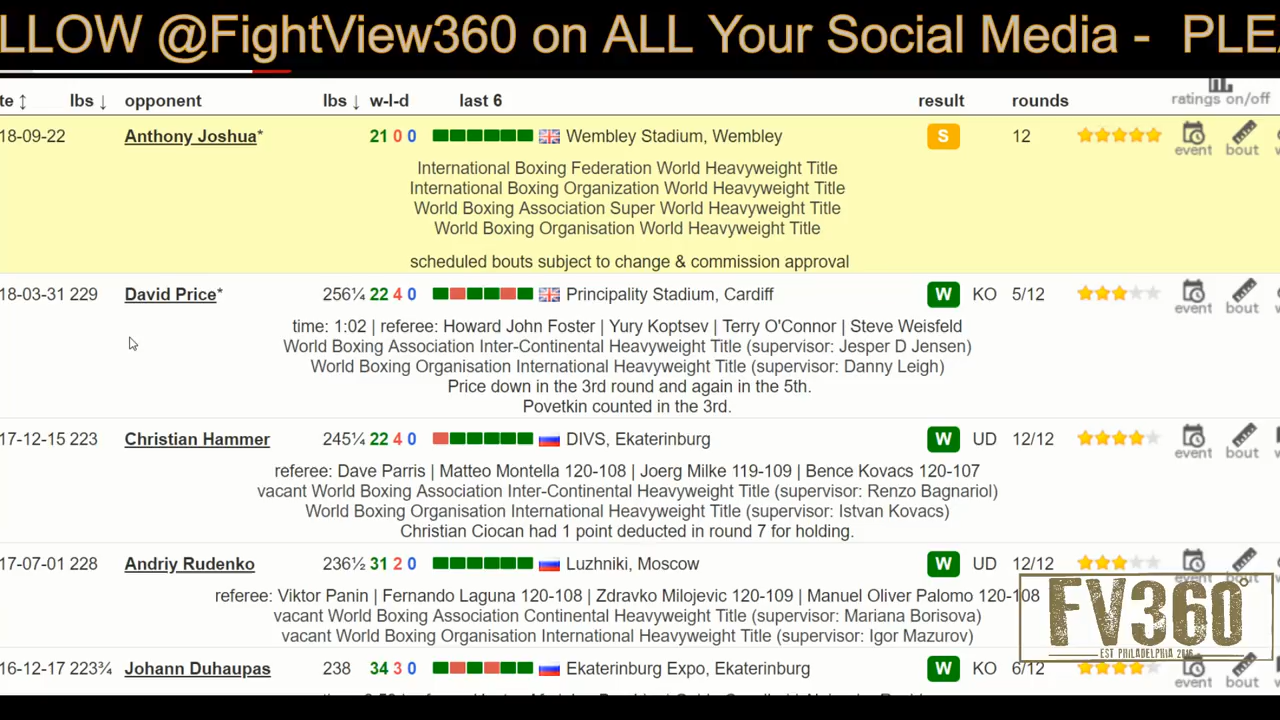 LLOW @FightView360 on ALL Your Social Media - PLEA
te ↕ lbs ↓ opponent lbs ↓ w-l-d last 6 result rounds ratings on/off
18-09-22 Anthony Joshua* 21 0 0 Wembley Stadium, Wembley S 12 event bout
International Boxing Federation World Heavyweight Title
International Boxing Organization World Heavyweight Title
World Boxing Association Super World Heavyweight Title
World Boxing Organisation World Heavyweight Title
scheduled bouts subject to change & commission approval
18-03-31 229 David Price* 256¼ 22 4 0 Principality Stadium, Cardiff W KO 5/12 event bout
time: 1:02 | referee: Howard John Foster | Yury Koptsev | Terry O'Connor | Steve Weisfeld
World Boxing Association Inter-Continental Heavyweight Title (supervisor: Jesper D Jensen)
World Boxing Organisation International Heavyweight Title (supervisor: Danny Leigh)
Price down in the 3rd round and again in the 5th.
Povetkin counted in the 3rd.
17-12-15 223 Christian Hammer 245¼ 22 4 0 DIVS, Ekaterinburg W UD 12/12 event bout
referee: Dave Parris | Matteo Montella 120-108 | Joerg Milke 119-109 | Bence Kovacs 120-107
vacant World Boxing Association Inter-Continental Heavyweight Title (supervisor: Renzo Bagnariol)
World Boxing Organisation International Heavyweight Title (supervisor: Istvan Kovacs)
Christian Ciocan had 1 point deducted in round 7 for holding.
17-07-01 228 Andriy Rudenko 236½ 31 2 0 Luzhniki, Moscow W UD 12/12 event bout
referee: Viktor Panin | Fernando Laguna 120-108 | Zdravko Milojevic 120-109 | Manuel Oliver Palomo 120-108
vacant World Boxing Association Continental Heavyweight Title (supervisor: Mariana Borisova)
vacant World Boxing Organisation International Heavyweight Title (supervisor: Igor Mazurov)
16-12-17 223¾ Johann Duhaupas 238 34 3 0 Ekaterinburg Expo, Ekaterinburg W KO 6/12 event bout
FV360°
EST PHILADELPHIA 2016